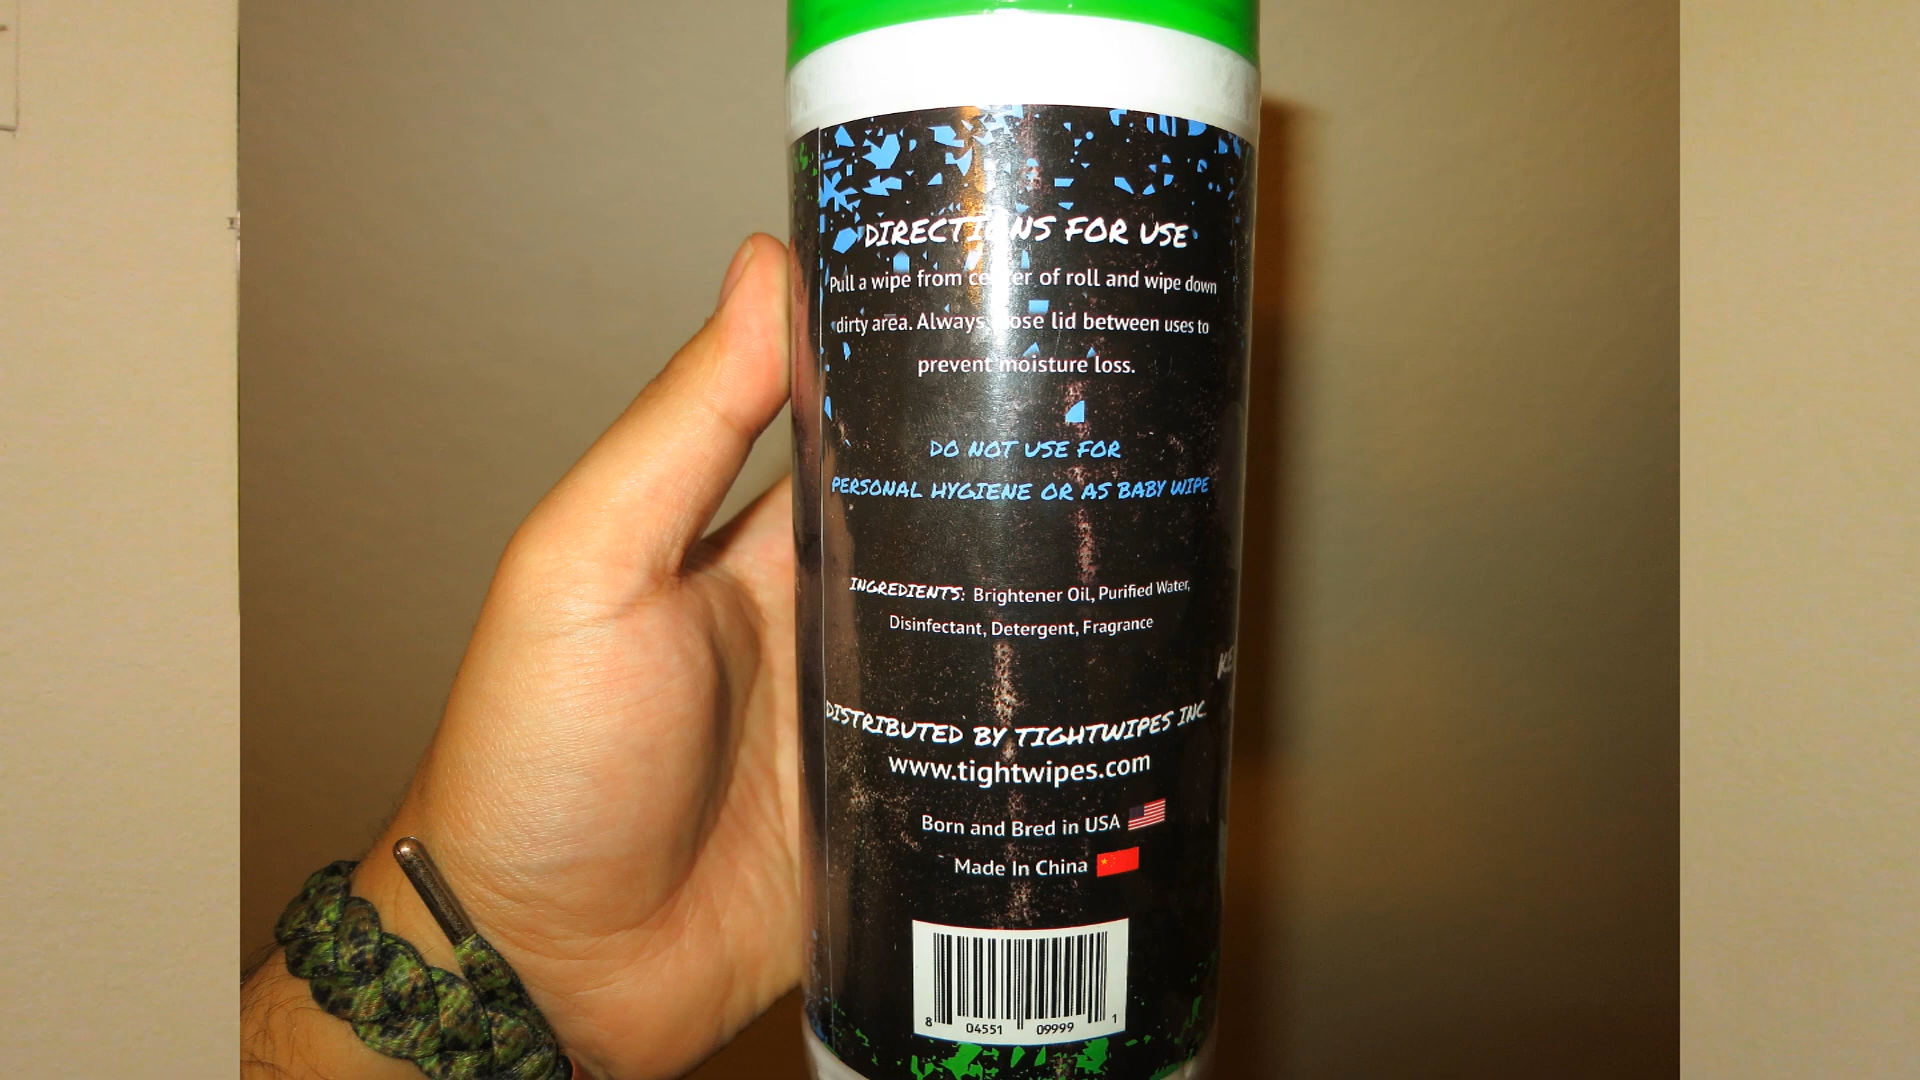 DIRECTIONS FOR USE
Pull a wipe from center of roll and wipe down
dirty area. Always close lid between uses to
prevent moisture loss.
DO NOT USE FOR
PERSONAL HYGIENE OR AS BABY WIPE
INGREDIENTS: Brightener Oil, Purified Water,
Disinfectant, Detergent, Fragrance
DISTRIBUTED BY TIGHTWIPES INC.
www.tightwipes.com
Born and Bred in USA
Made In China
8 04551 09999 1